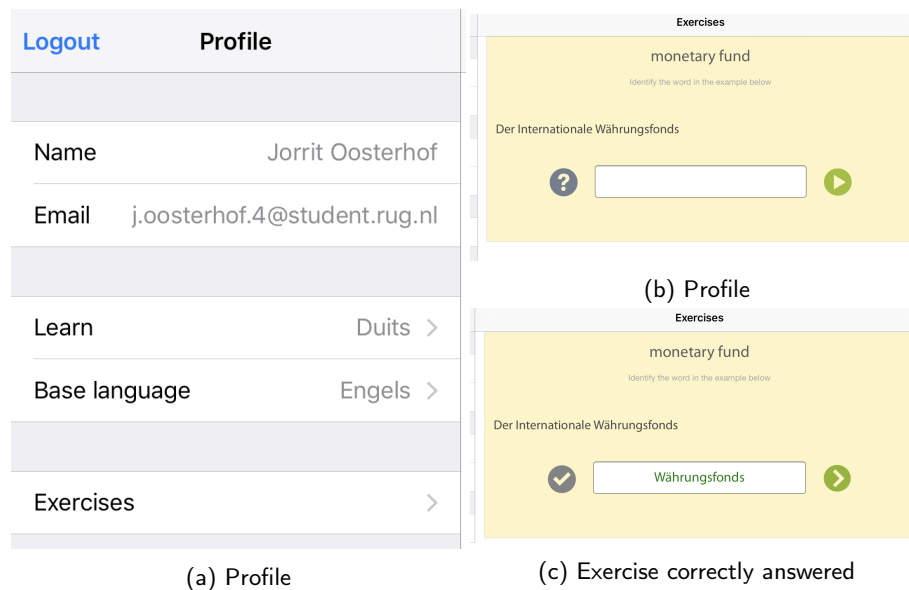 Logout Profile
Name Jorrit Oosterhof
Email j.oosterhof.4@student.rug.nl
Learn Duits
Base language Engels
Exercises
(a) Profile
Exercises
monetary fund
Identify the word in the example below
Der Internationale Währungsfonds
?
(b) Profile
Exercises
monetary fund
Identify the word in the example below
Der Internationale Währungsfonds
Währungsfonds
(c) Exercise correctly answered